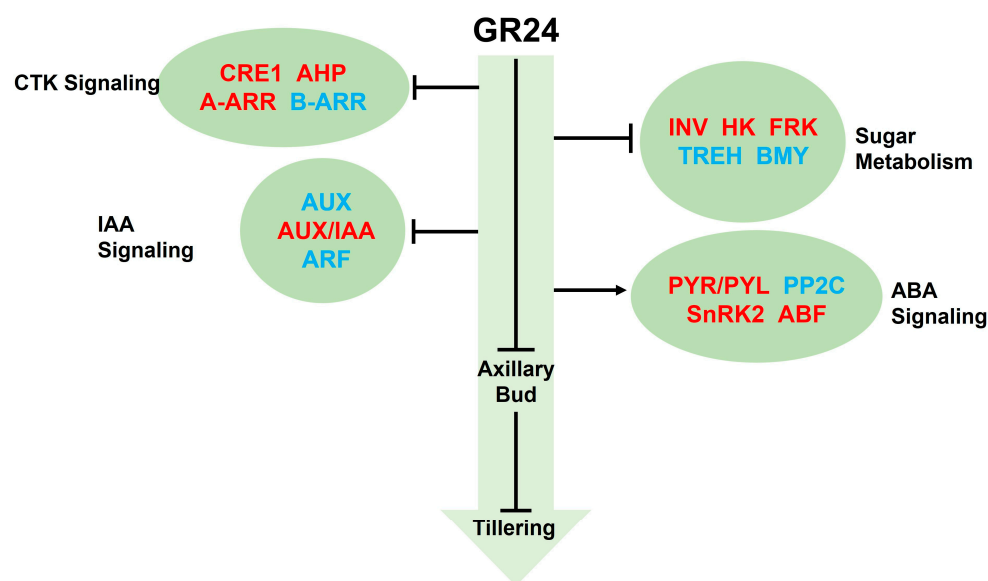 GR24
CTK Signaling
CRE1 AHP
A-ARR B-ARR
INV HK FRK
TREH BMY
Sugar
Metabolism
IAA
Signaling
AUX
AUX/IAA
ARF
PYR/PYL PP2C
SnRK2 ABF
ABA
Signaling
Axillary
Bud
Tillering